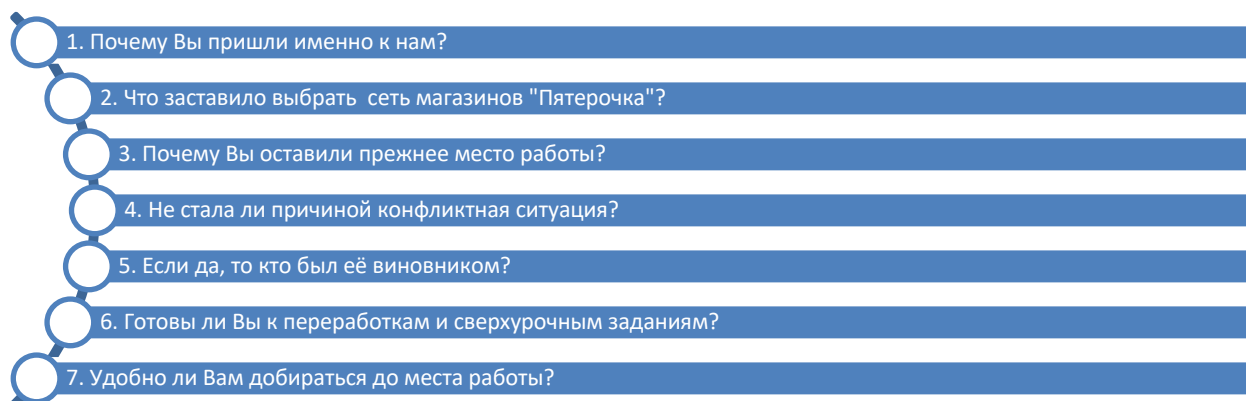 1. Почему Вы пришли именно к нам?
2. Что заставило выбрать сеть магазинов "Пятерочка"?
3. Почему Вы оставили прежнее место работы?
4. Не стала ли причиной конфликтная ситуация?
5. Если да, то кто был её виновником?
6. Готовы ли Вы к переработкам и сверхурочным заданиям?
7. Удобно ли Вам добираться до места работы?